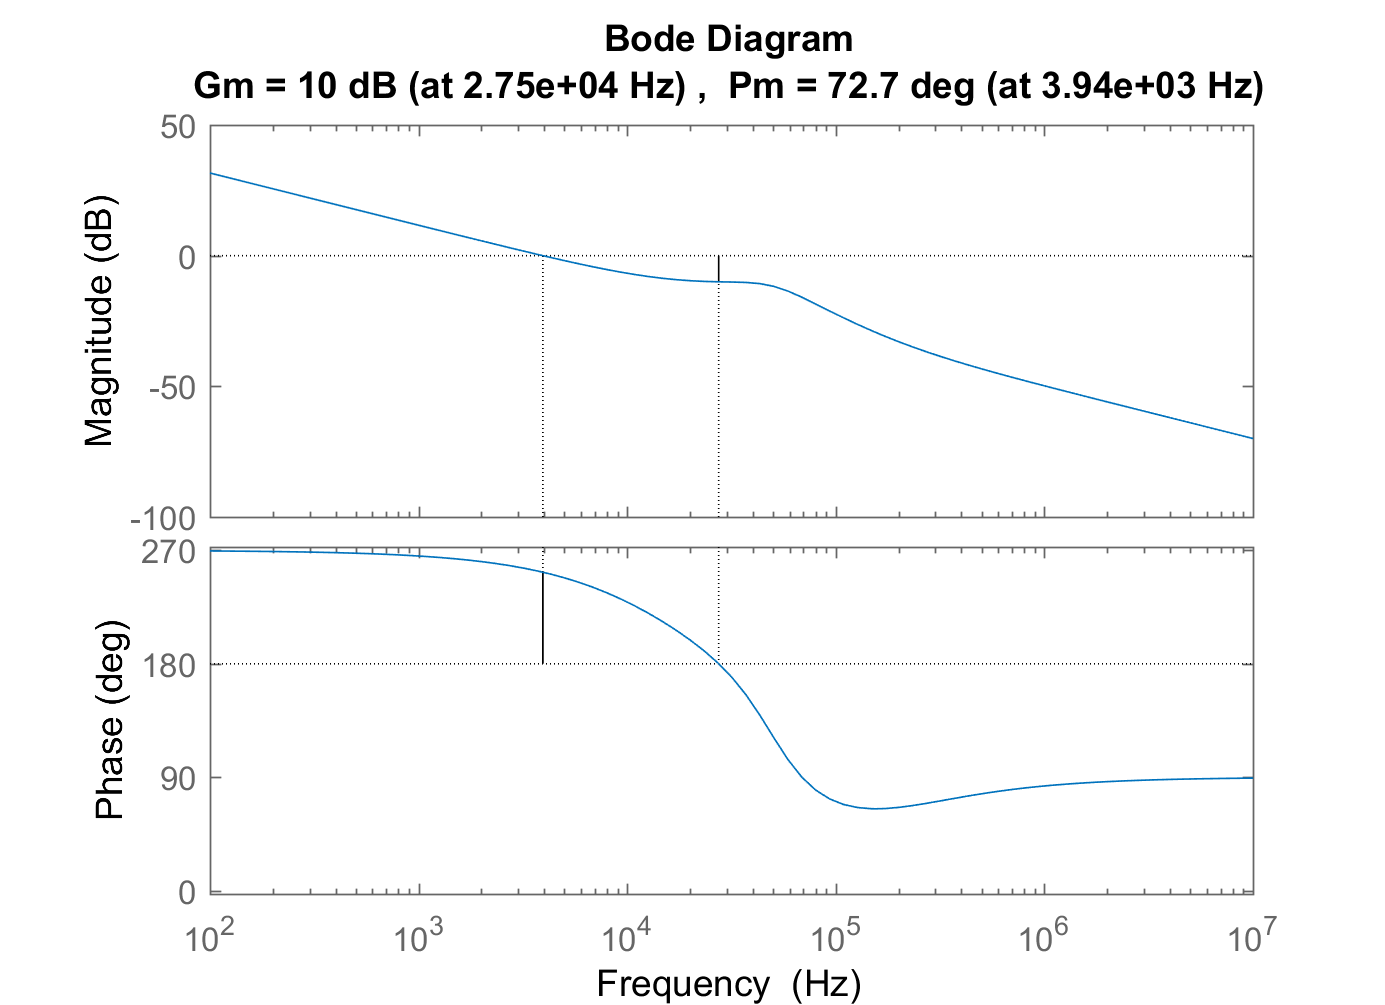 Bode Diagram
Gm = 10 dB (at 2.75e+04 Hz) ,  Pm = 72.7 deg (at 3.94e+03 Hz)
50
0
-50
-100
Magnitude (dB)
270
180
90
0
Phase (deg)
10^2 10^3 10^4 10^5 10^6 10^7
Frequency  (Hz)